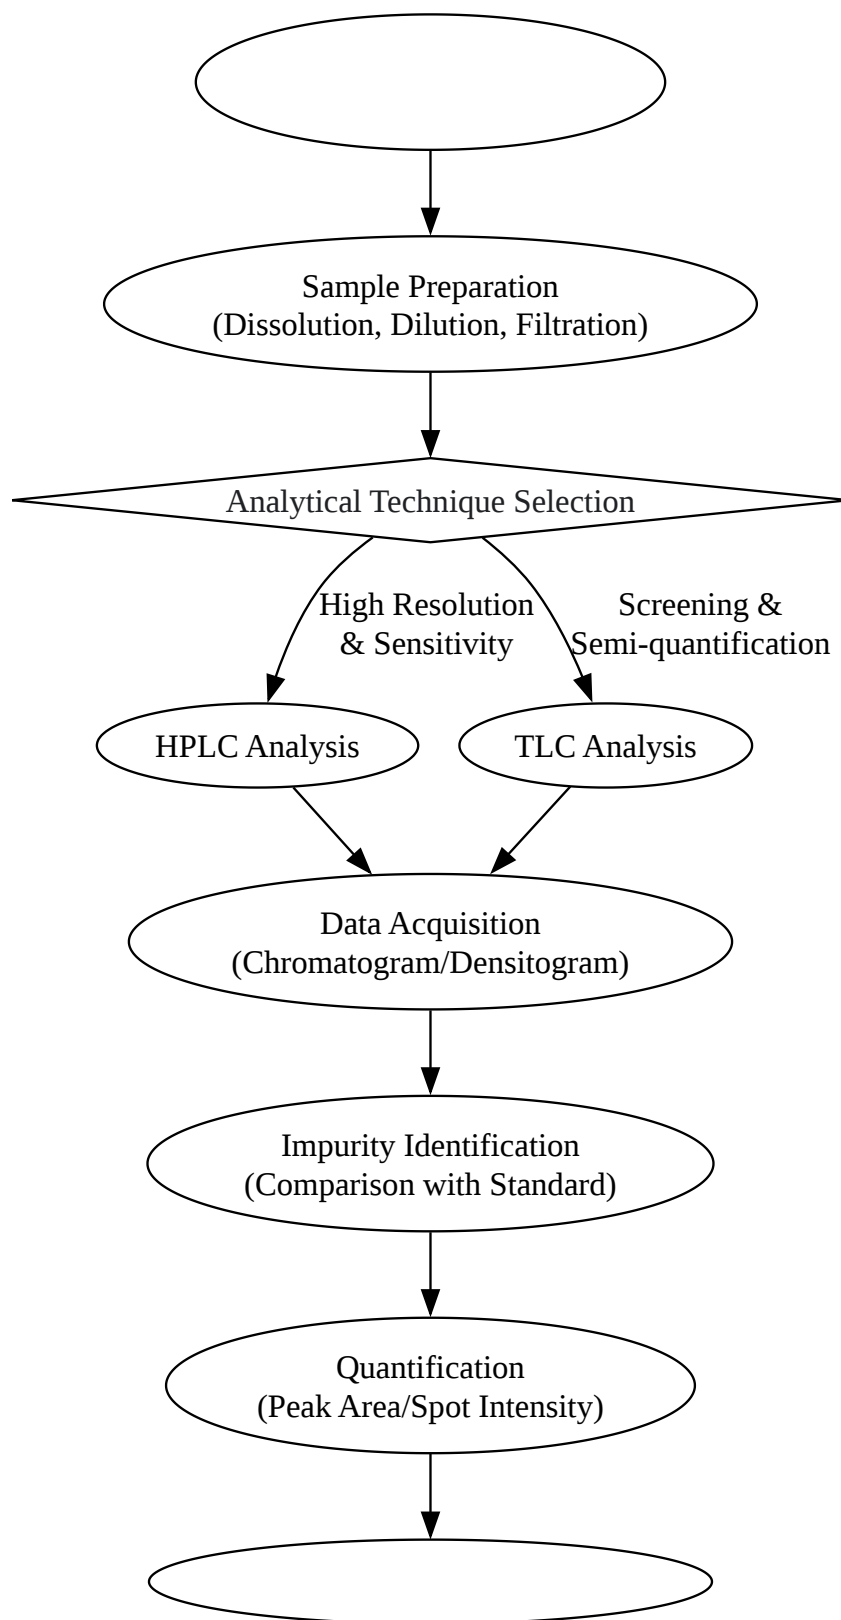 Sample Preparation
(Dissolution, Dilution, Filtration)
Analytical Technique Selection
High Resolution
& Sensitivity
Screening &
Semi-quantification
HPLC Analysis
TLC Analysis
Data Acquisition
(Chromatogram/Densitogram)
Impurity Identification
(Comparison with Standard)
Quantification
(Peak Area/Spot Intensity)